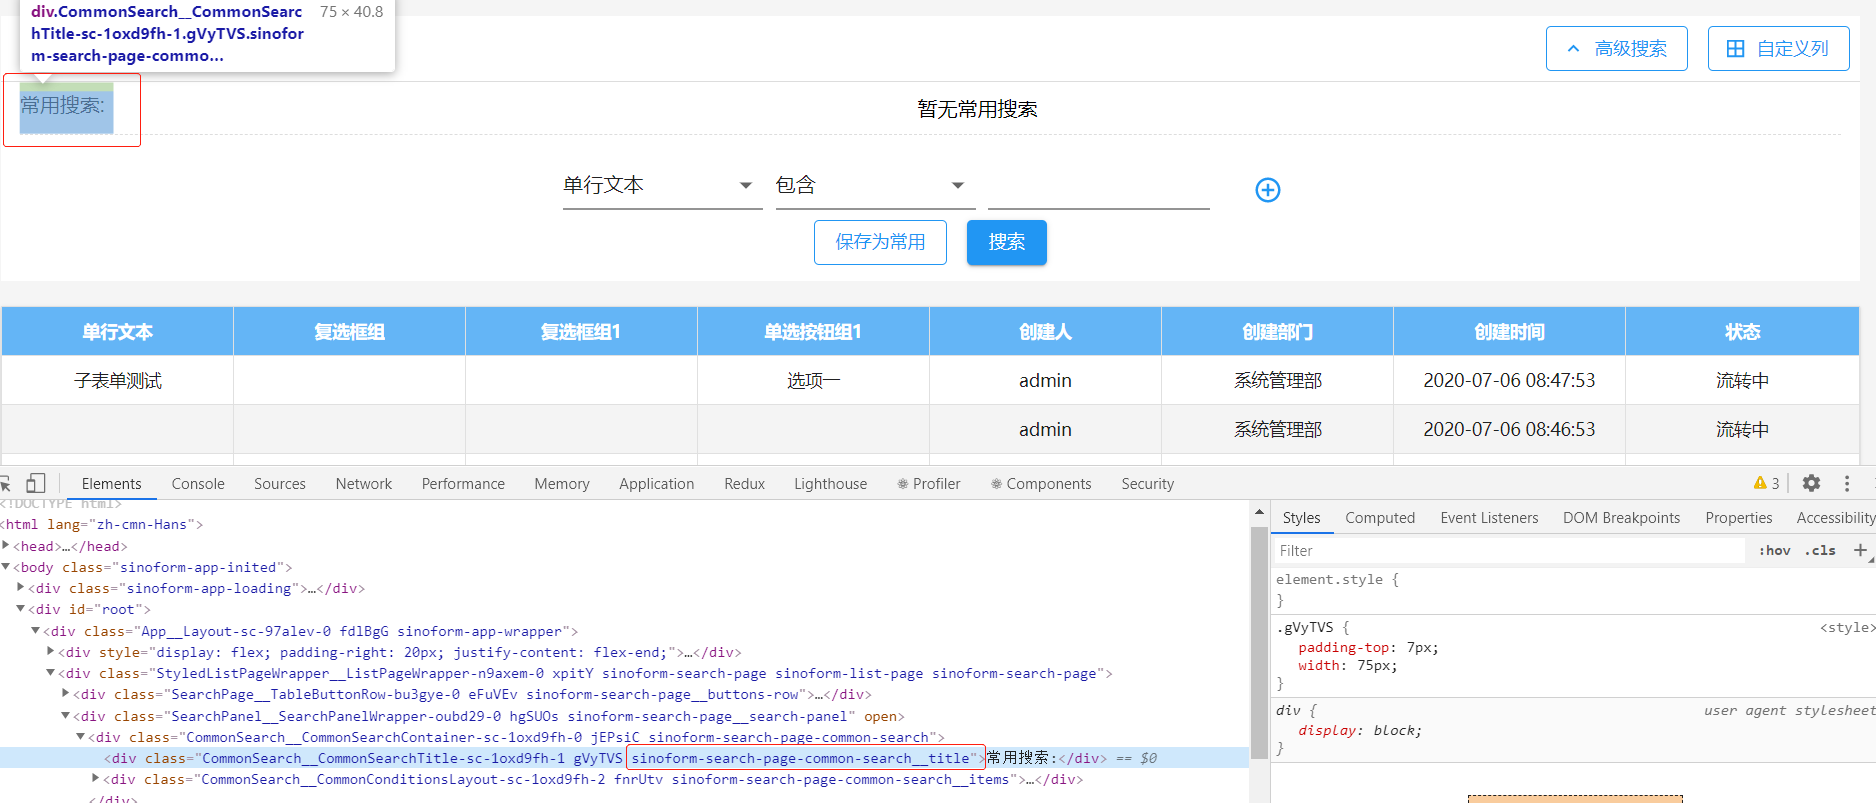 div.CommonSearch__CommonSearc 75 × 40.8
hTitle-sc-1oxd9fh-1.gVyTVS.sinofor
m-search-page-commo...
高级搜索 自定义列
常用搜索: 暂无常用搜索
单行文本 包含
保存为常用 搜索
单行文本 复选框组 复选框组1 单选按钮组1 创建人 创建部门 创建时间 状态
子表单测试 选项一 admin 系统管理部 2020-07-06 08:47:53 流转中
admin 系统管理部 2020-07-06 08:46:53 流转中
Elements Console Sources Network Performance Memory Application Redux Lighthouse Profiler Components Security 3
<!DOCTYPE html>
<html lang="zh-cmn-Hans">
<head>…</head>
<body class="sinoform-app-inited">
<div class="sinoform-app-loading">…</div>
<div id="root">
<div class="App__Layout-sc-97alev-0 fdlBgG sinoform-app-wrapper">
<div style="display: flex; padding-right: 20px; justify-content: flex-end;">…</div>
<div class="StyledListPageWrapper__ListPageWrapper-n9axem-0 xpitY sinoform-search-page sinoform-list-page sinoform-search-page">
<div class="SearchPage__TableButtonRow-bu3gye-0 eFuVEv sinoform-search-page__buttons-row">…</div>
<div class="SearchPanel__SearchPanelWrapper-oubd29-0 hgSUOs sinoform-search-page__search-panel" open>
<div class="CommonSearch__CommonSearchContainer-sc-1oxd9fh-0 jEPsiC sinoform-search-page-common-search">
<div class="CommonSearch__CommonSearchTitle-sc-1oxd9fh-1 gVyTVS sinoform-search-page-common-search__title">常用搜索:</div> == $0
<div class="CommonSearch__CommonConditionsLayout-sc-1oxd9fh-2 fnrUtv sinoform-search-page-common-search__items">…</div>
</div>
Styles Computed Event Listeners DOM Breakpoints Properties Accessibility
Filter :hov .cls +
element.style {
}
.gVyTVS { <style>
padding-top: 7px;
width: 75px;
}
div { user agent stylesheet
display: block;
}